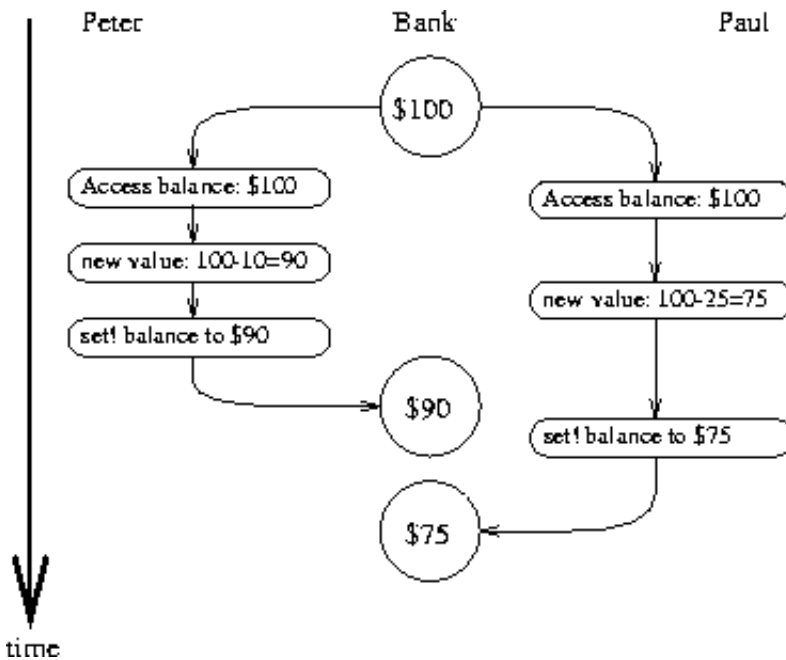 Peter Bank Paul
$100
Access balance: $100
Access balance: $100
new value: 100-10=90
new value: 100-25=75
set! balance to $90
$90
set! balance to $75
$75
time